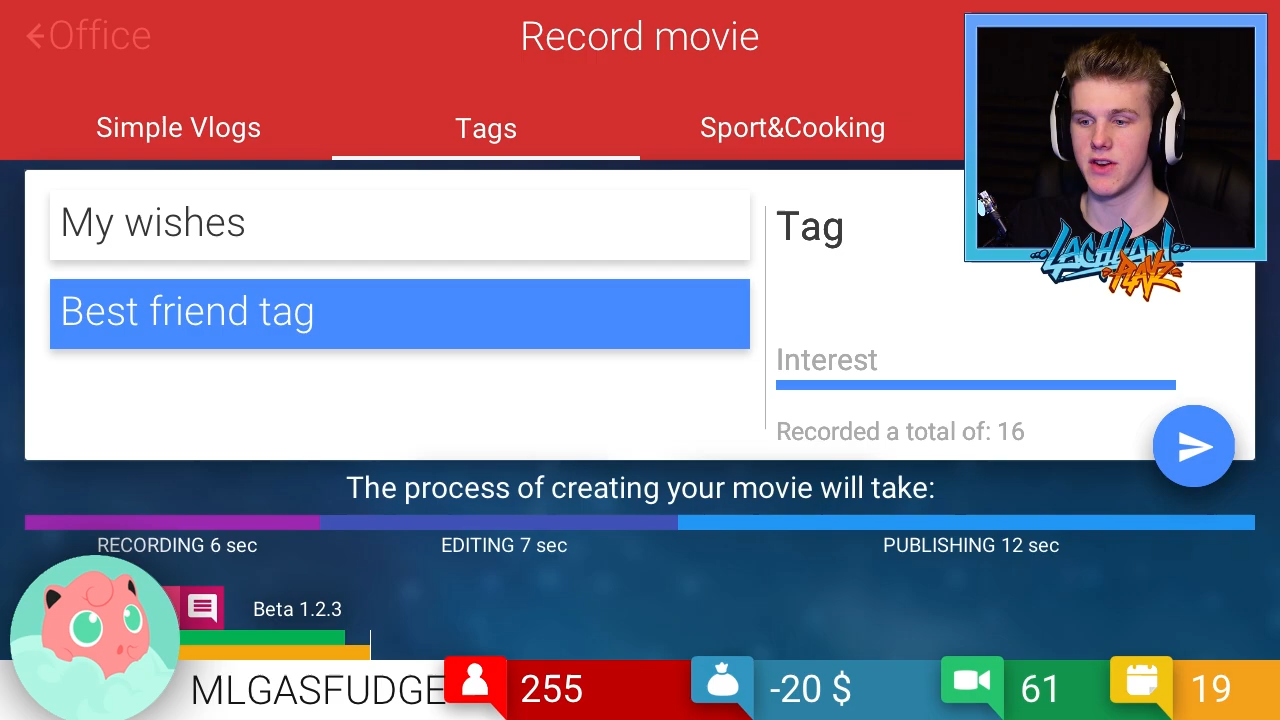 Office
Record movie
Simple Vlogs
Tags
Sport&Cooking
LACHLAN
PLAYZ
My wishes
Best friend tag
Tag
Interest
Recorded a total of: 16
The process of creating your movie will take:
RECORDING 6 sec
EDITING 7 sec
PUBLISHING 12 sec
Beta 1.2.3
MLGASFUDGE
255
-20 $
61
19